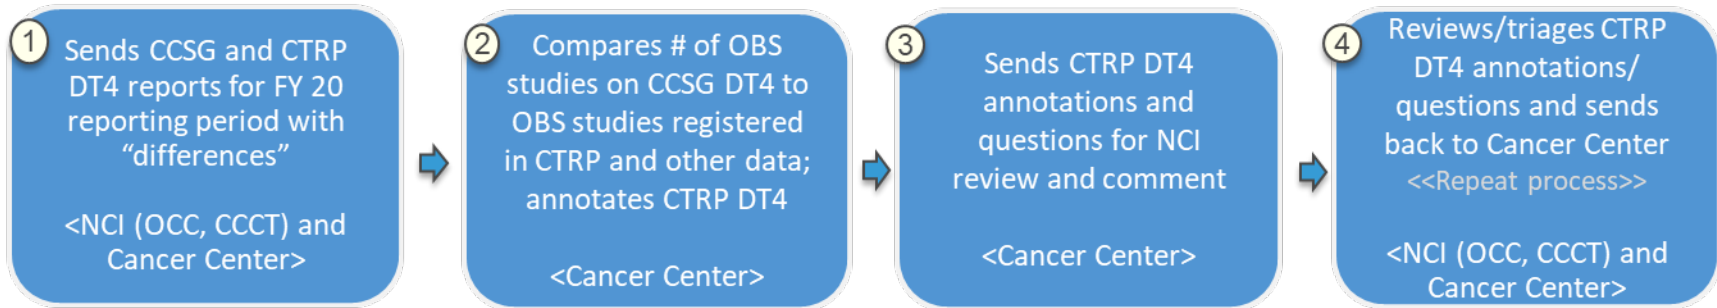 1
Sends CCSG and CTRP
DT4 reports for FY 20
reporting period with
“differences”
<NCI (OCC, CCCT) and
Cancer Center>
2
Compares # of OBS
studies on CCSG DT4 to
OBS studies registered
in CTRP and other data;
annotates CTRP DT4
<Cancer Center>
3
Sends CTRP DT4
annotations and
questions for NCI
review and comment
<Cancer Center>
4
Reviews/triages CTRP
DT4 annotations/
questions and sends
back to Cancer Center
<<Repeat process>>
<NCI (OCC, CCCT) and
Cancer Center>